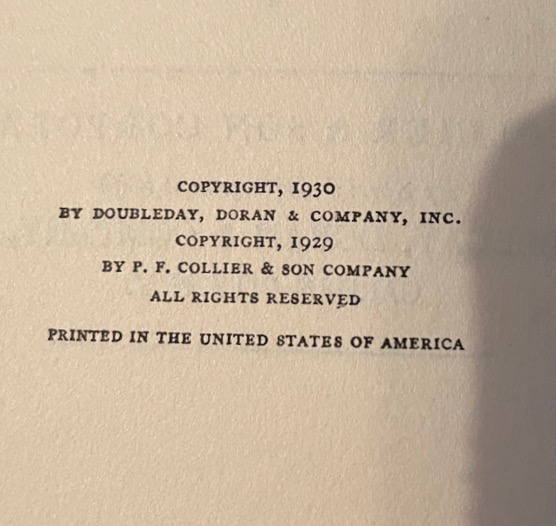 COPYRIGHT, 1930
BY DOUBLEDAY, DORAN & COMPANY, INC.
COPYRIGHT, 1929
BY P. F. COLLIER & SON COMPANY
ALL RIGHTS RESERVED
PRINTED IN THE UNITED STATES OF AMERICA